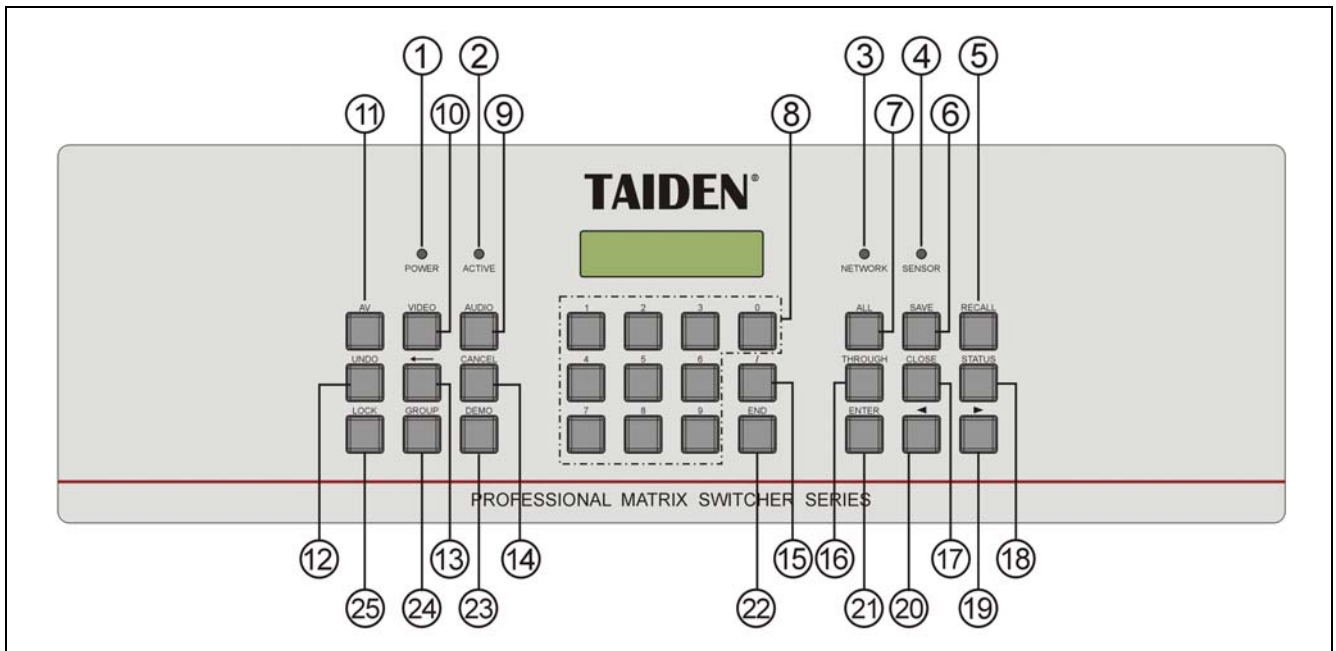 ① ② ③ ④ ⑤
⑪ ⑩ ⑨ ⑧ ⑦ ⑥
TAIDEN®
POWER ACTIVE NETWORK SENSOR
AV VIDEO AUDIO 1 2 3 0 ALL SAVE RECALL
UNDO ← CANCEL 4 5 6 / THROUGH CLOSE STATUS
LOCK GROUP DEMO 7 8 9 END ENTER ◄ ►
PROFESSIONAL MATRIX SWITCHER SERIES
⑫ ⑬ ⑭ ⑮ ⑯ ⑰ ⑱
㉕ ㉔ ㉓ ㉒ ㉑ ⑳ ⑲